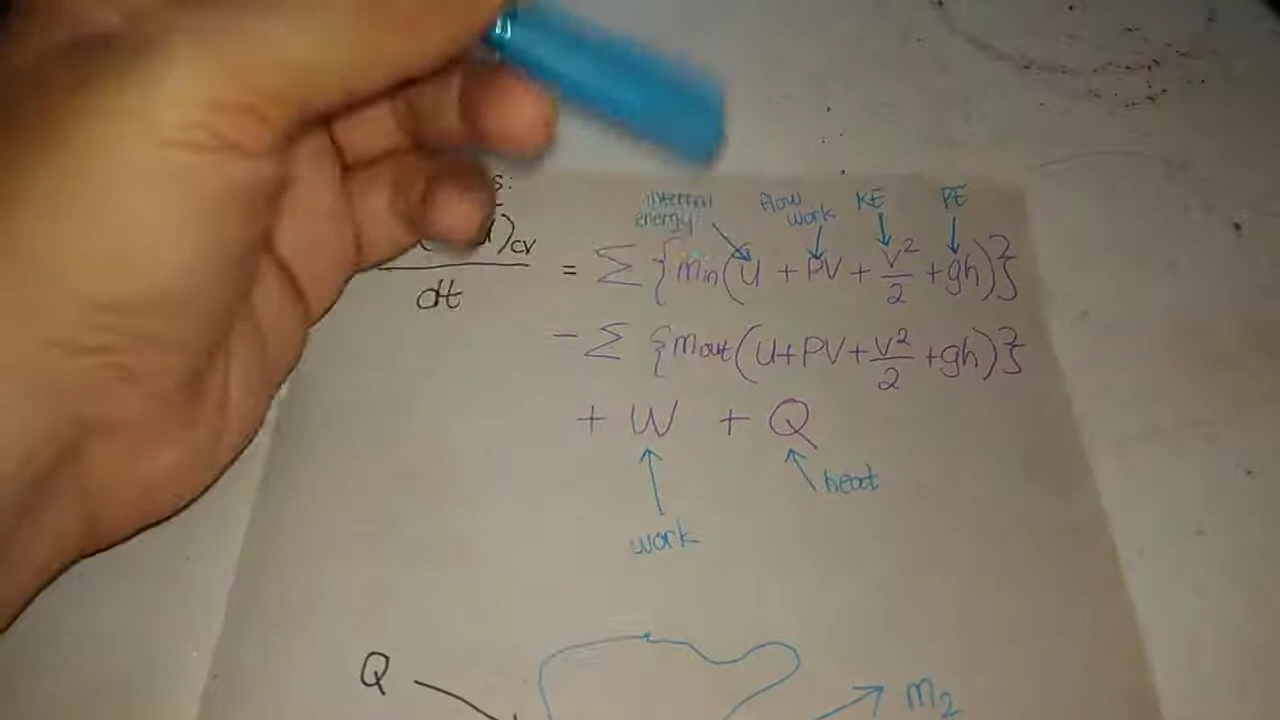 s:
internal energy flow work KE PE
)cv
dt
= Σ {min(U + PV + v²/2 + gh)}
- Σ {mout(U+PV+v²/2 +gh)}
+ W + Q
heat
work
Q
m₂